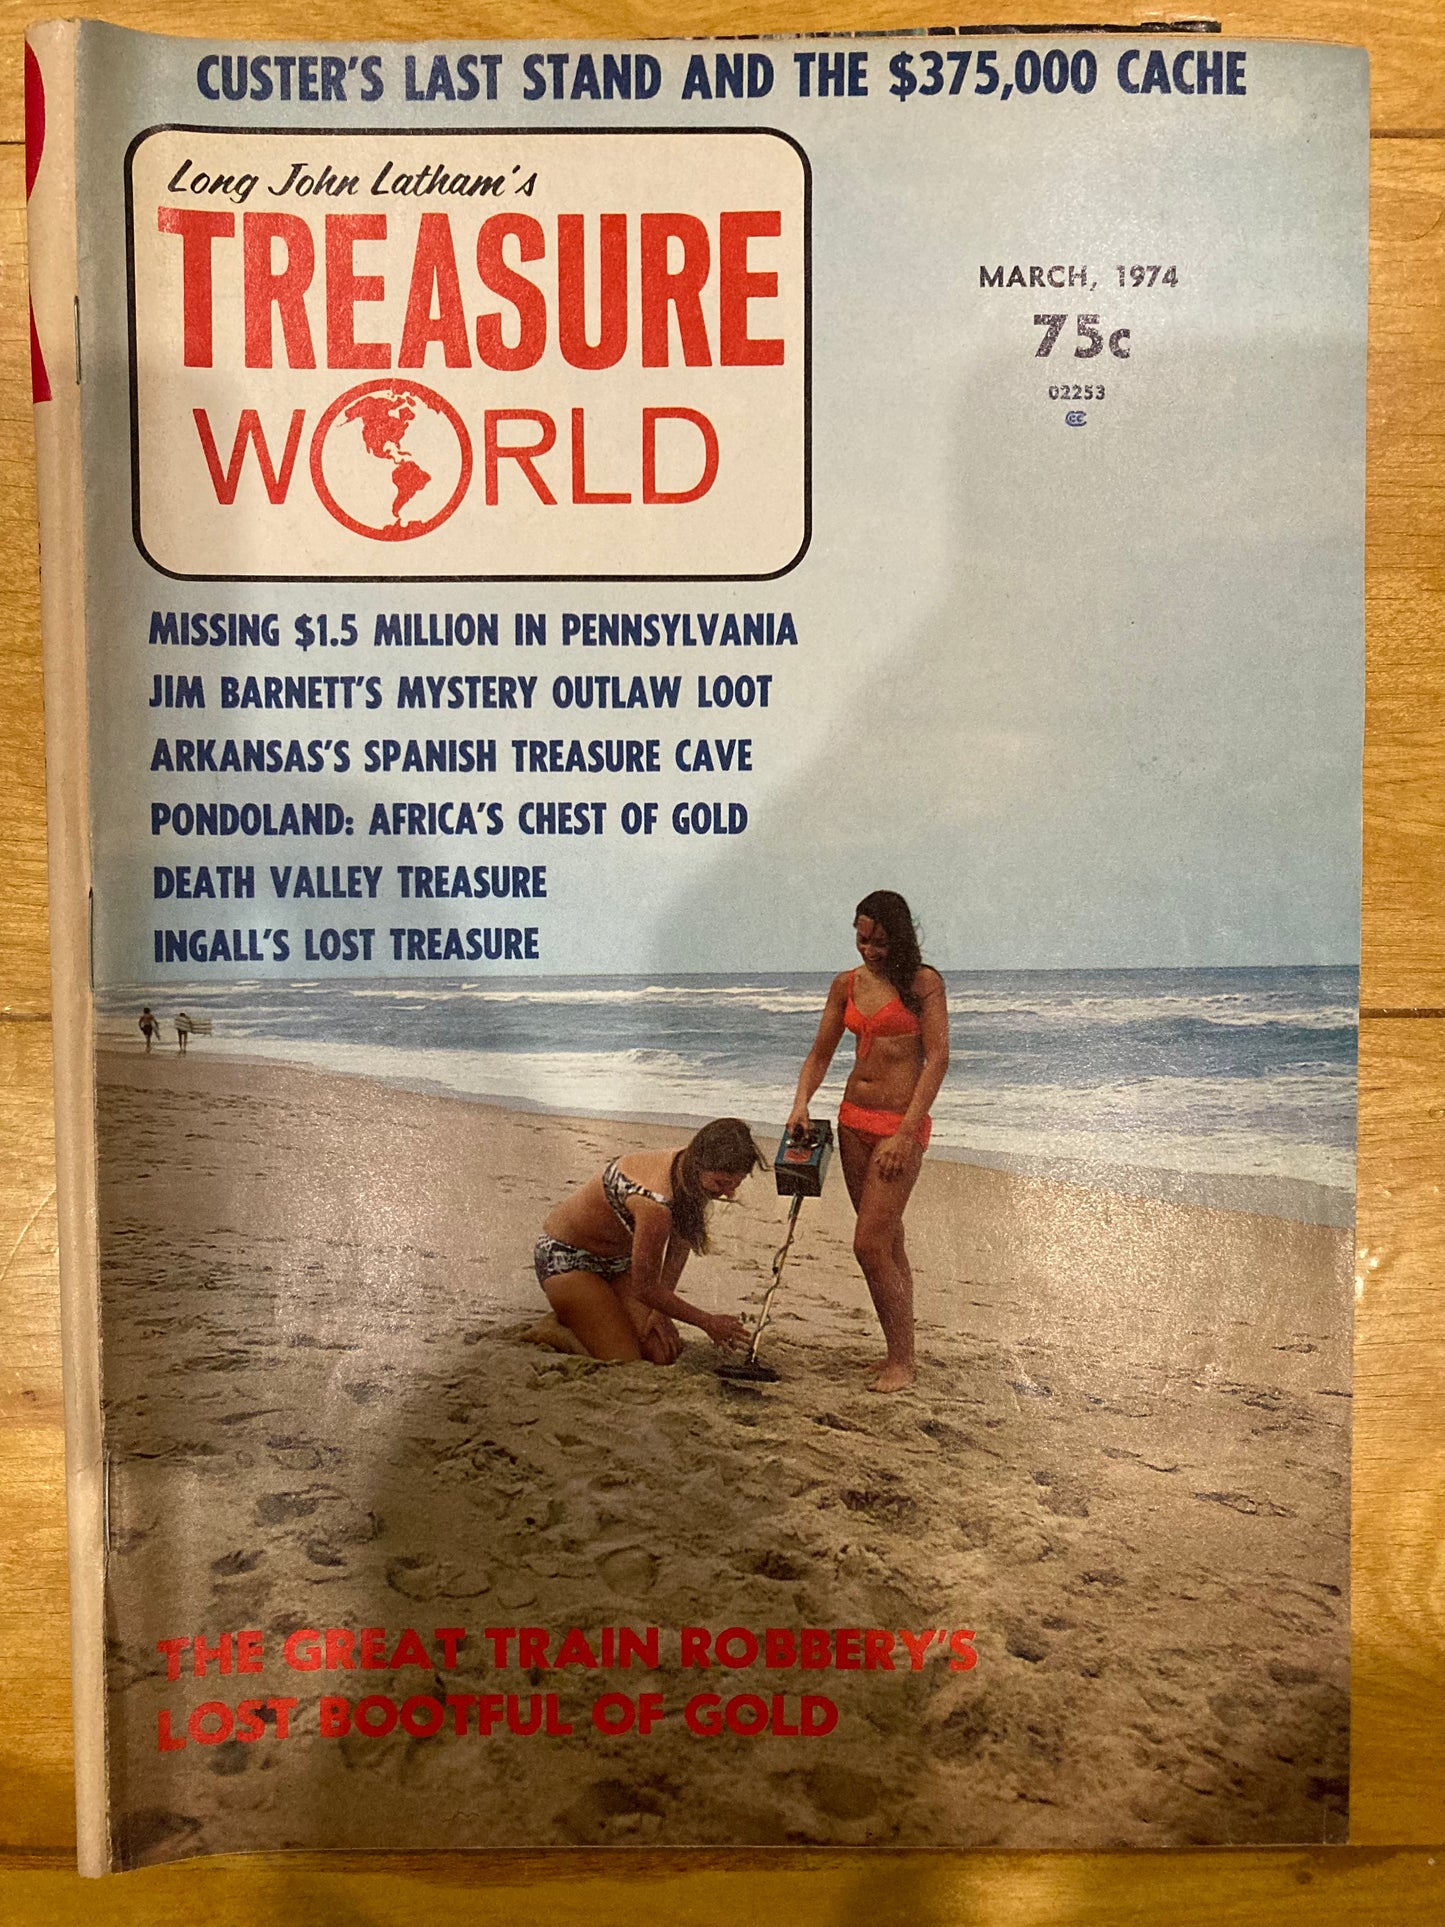 CUSTER'S LAST STAND AND THE $375,000 CACHE
Long John Latham's
TREASURE
WORLD
MARCH, 1974
75c
02253
MISSING $1.5 MILLION IN PENNSYLVANIA
JIM BARNETT'S MYSTERY OUTLAW LOOT
ARKANSAS'S SPANISH TREASURE CAVE
PONDOLAND: AFRICA'S CHEST OF GOLD
DEATH VALLEY TREASURE
INGALL'S LOST TREASURE
THE GREAT TRAIN ROBBERY'S
LOST BOOTFUL OF GOLD